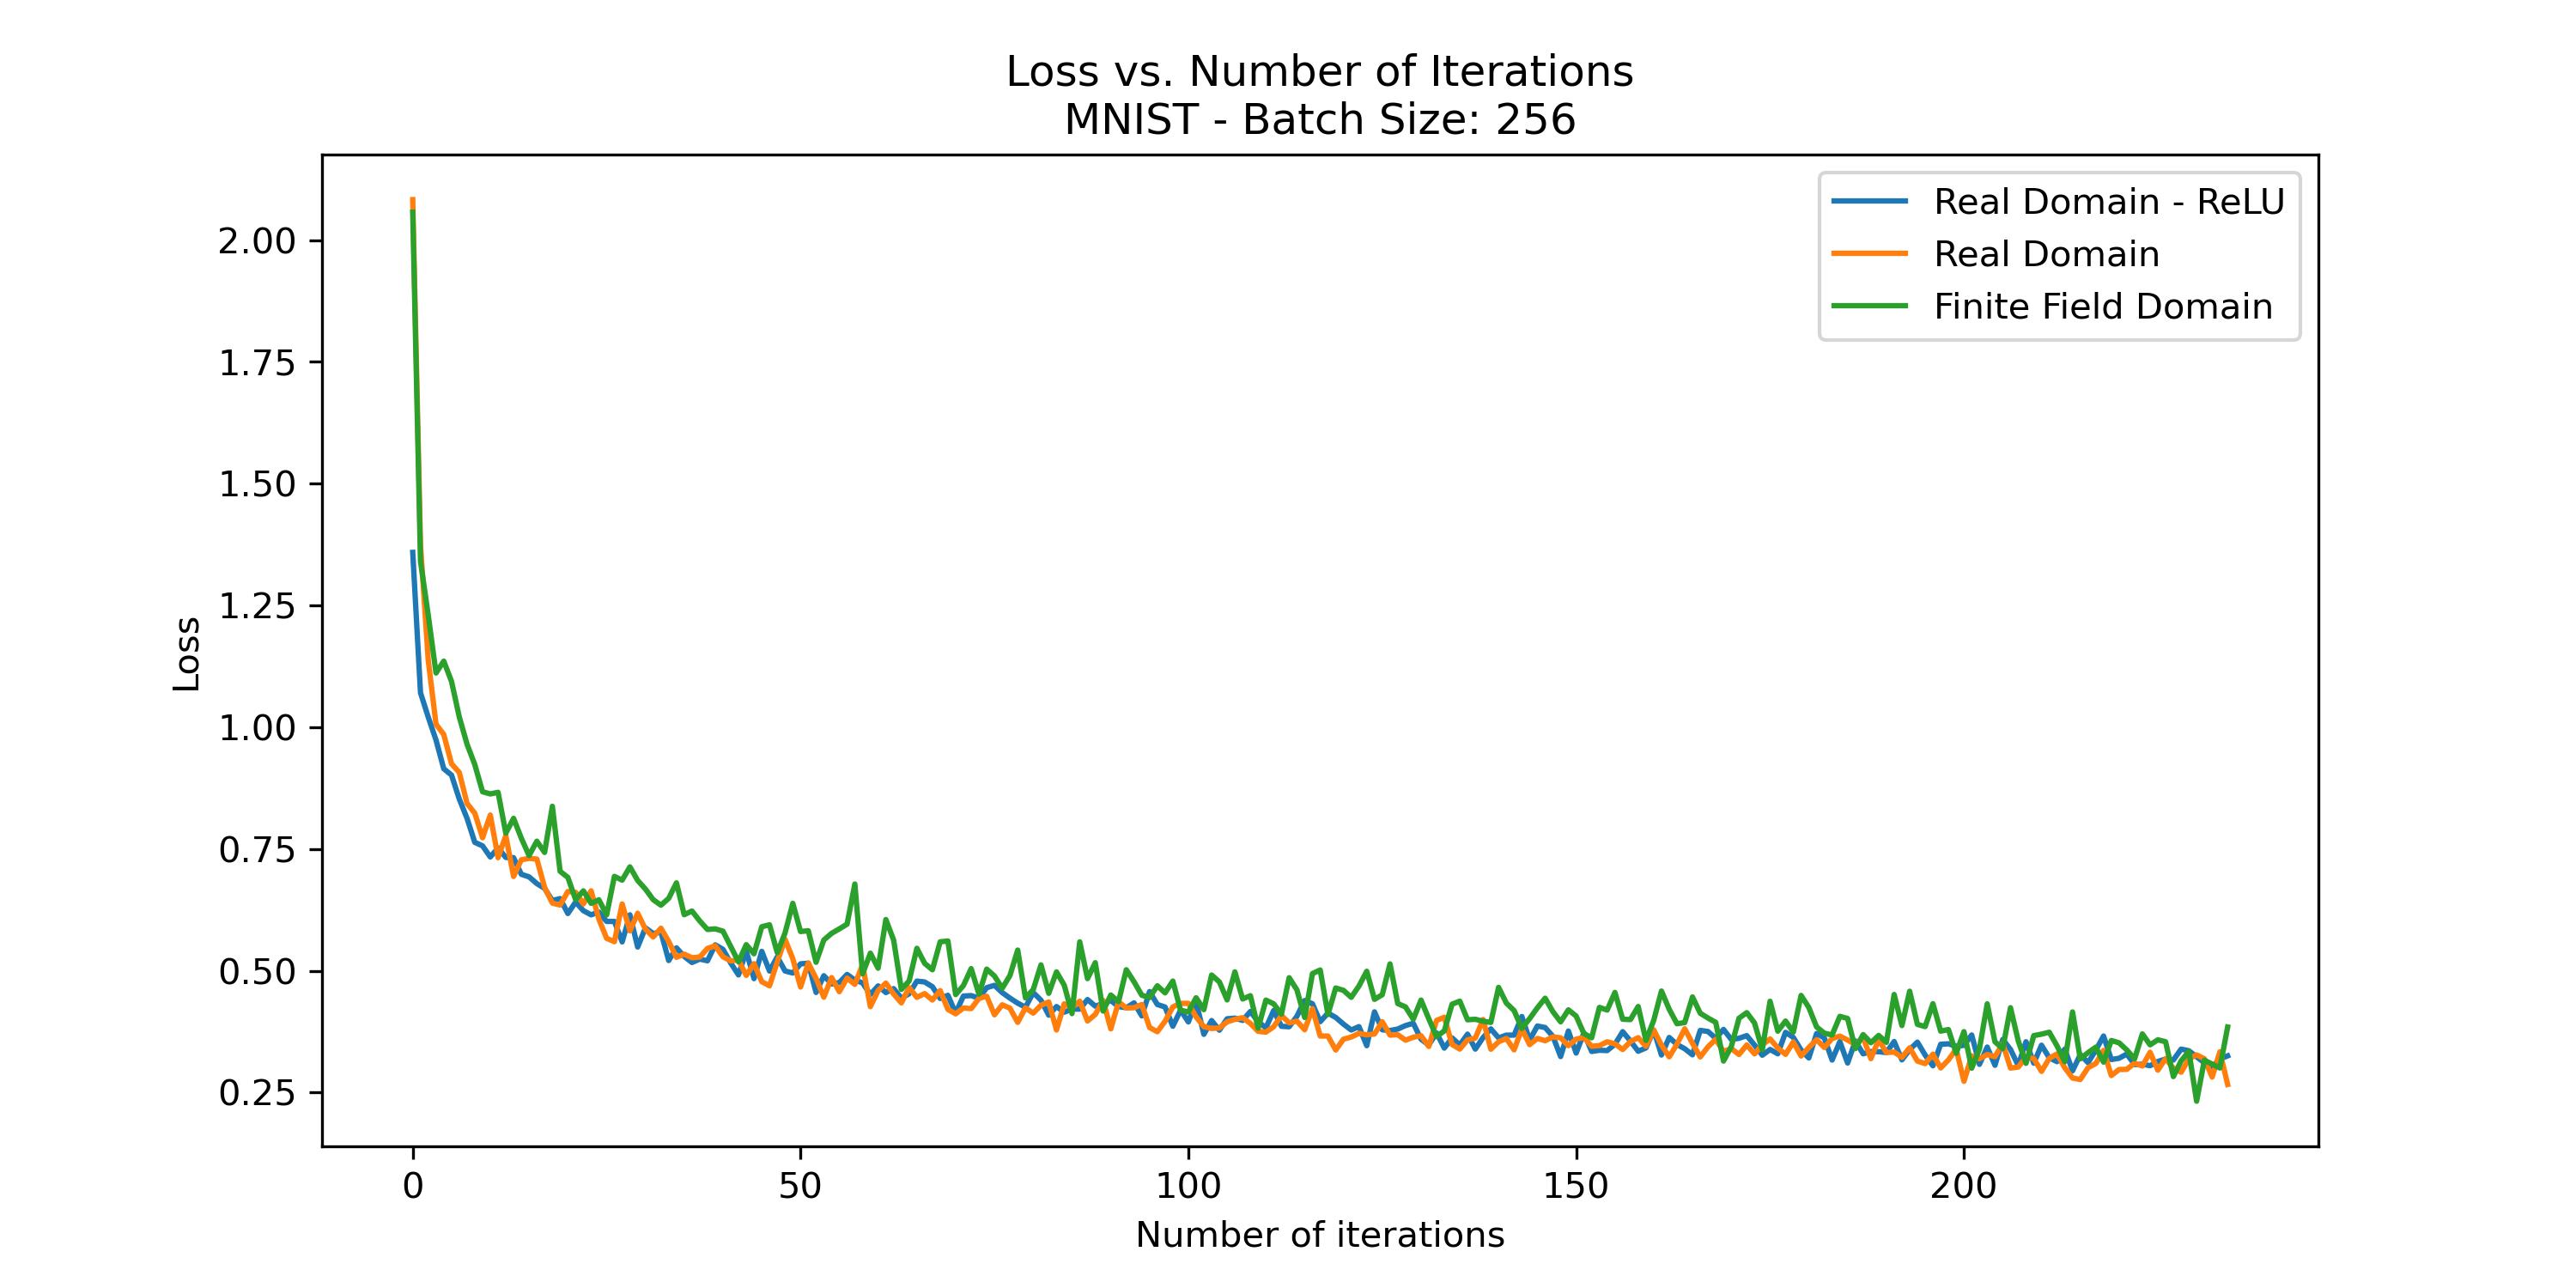 Loss vs. Number of Iterations
MNIST - Batch Size: 256
Real Domain - ReLU
Real Domain
Finite Field Domain
Loss
2.00
1.75
1.50
1.25
1.00
0.75
0.50
0.25
0 50 100 150 200
Number of iterations